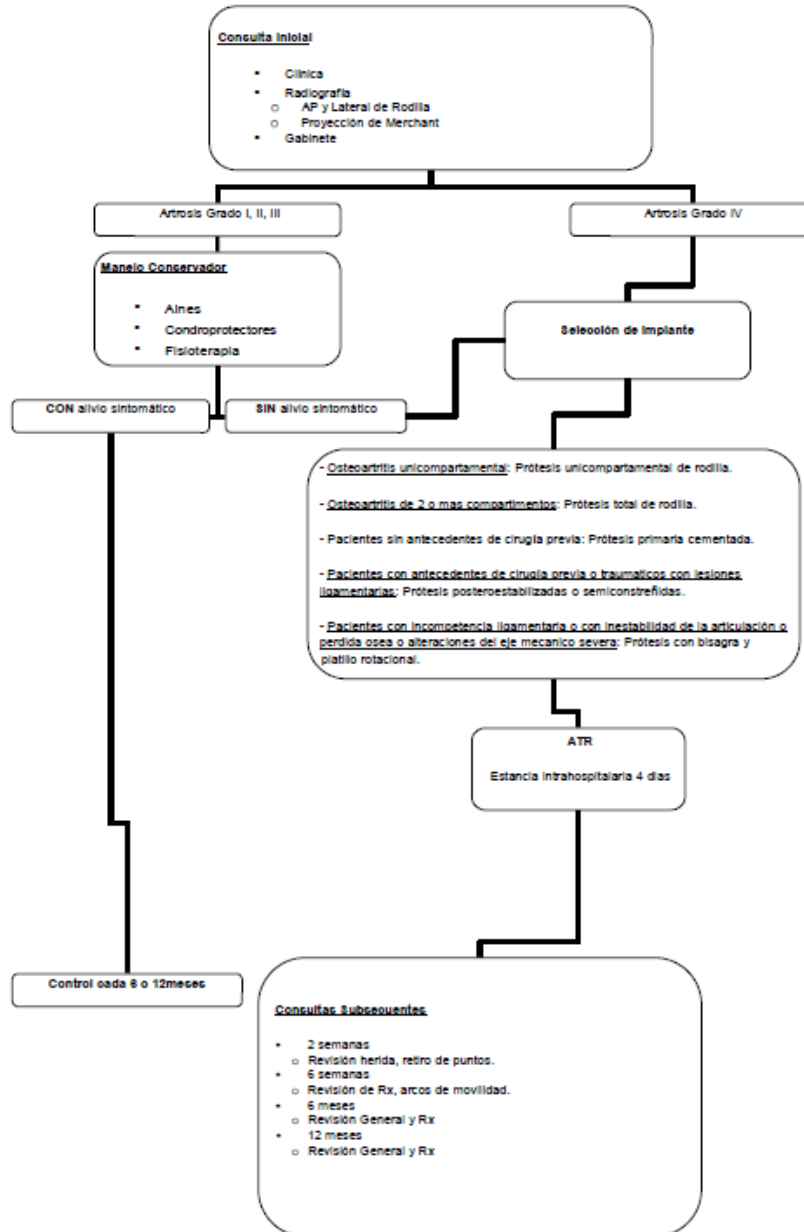 Consulta Inicial
▪ Clínica
▪ Radiografía
o AP y Lateral de Rodilla
o Proyección de Merchant
▪ Gabinete
Artrosis Grado I, II, III
Artrosis Grado IV
Manejo Conservador
▪ Aines
▪ Condroprotectores
▪ Fisioterapia
Selección de Implante
CON alivio sintomático
SIN alivio sintomático
- Osteoartritis unicompartamental: Prótesis unicompartamental de rodilla.
- Osteoartritis de 2 o mas compartimentos: Prótesis total de rodilla.
- Pacientes sin antecedentes de cirugía previa: Prótesis primaria cementada.
- Pacientes con antecedentes de cirugía previa o traumáticos con lesiones
ligamentarias: Prótesis posteroestabilizadas o semiconstreñidas.
- Pacientes con incompetencia ligamentaria o con inestabilidad de la articulación o
perdida osea o alteraciones del eje mecanico severa: Prótesis con bisagra y
platillo rotacional.
ATR
Estancia intrahospitalaria 4 días
Control cada 6 o 12meses
Consultas Subsecuentes
▪ 2 semanas
o Revisión herida, retiro de puntos.
▪ 6 semanas
o Revisión de Rx, arcos de movilidad.
▪ 6 meses
o Revisión General y Rx
▪ 12 meses
o Revisión General y Rx